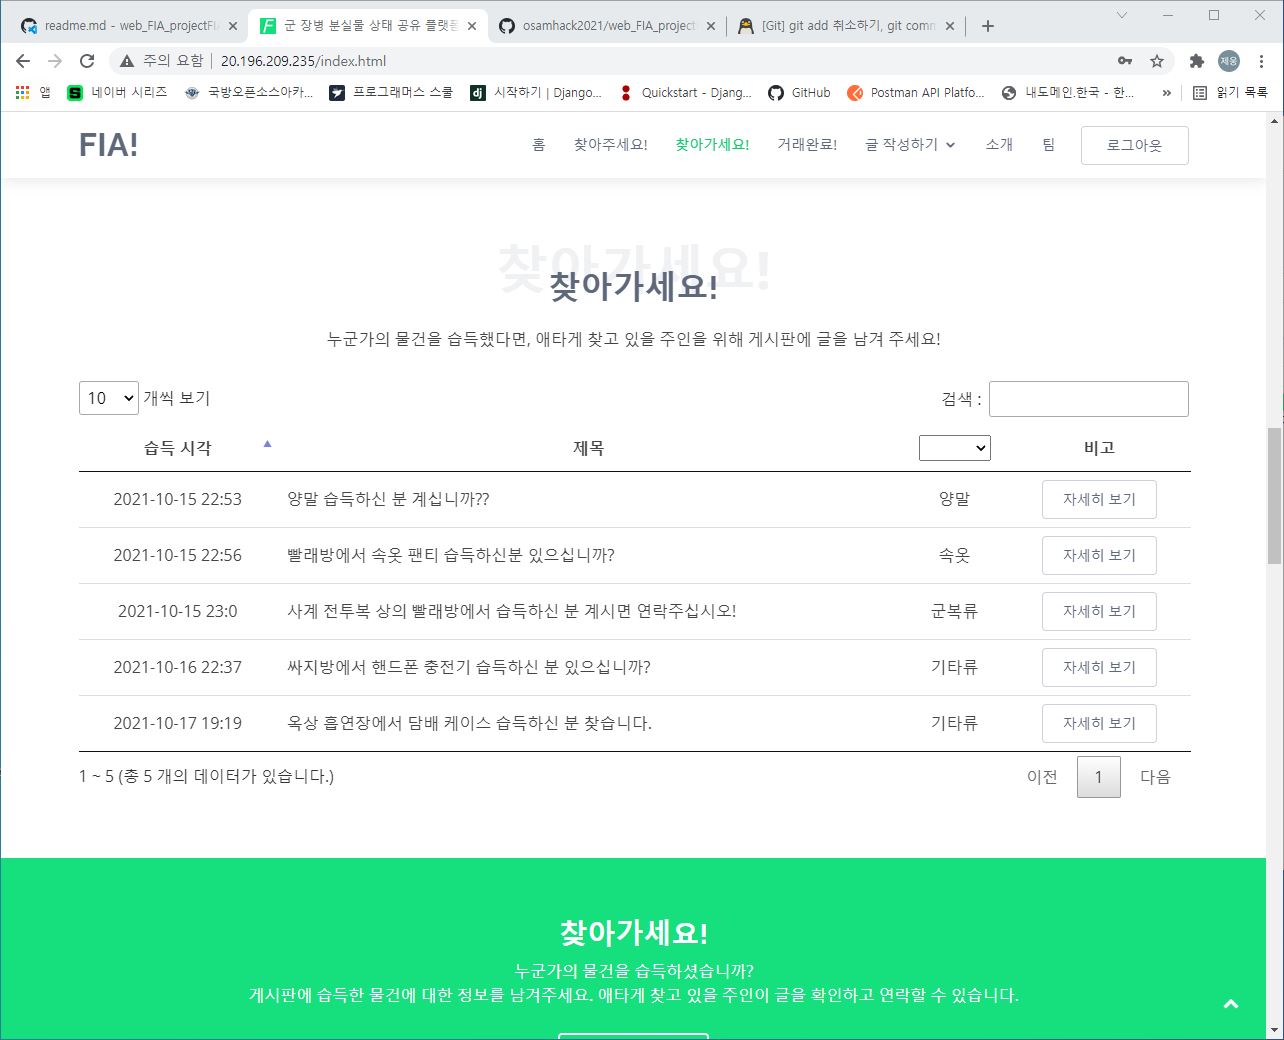 readme.md - web_FIA_projectFI
군 장병 분실물 상태 공유 플랫폼
osamhack2021/web_FIA_project
[Git] git add 취소하기, git comm
주의 요함 20.196.209.235/index.html
제웅
앱 네이버 시리즈 국방오픈소스아카... 프로그래머스 스쿨 시작하기 | Django... Quickstart - Djang... GitHub Postman API Platfo... 내도메인.한국 - 한... » 읽기 목록
FIA! 홈 찾아주세요! 찾아가세요! 거래완료! 글 작성하기 소개 팀 로그아웃
찾아가세요!
찾아가세요!
누군가의 물건을 습득했다면, 애타게 찾고 있을 주인을 위해 게시판에 글을 남겨 주세요!
10 개씩 보기 검색 :
습득 시각 제목 비고
2021-10-15 22:53 양말 습득하신 분 계십니까?? 양말 자세히 보기
2021-10-15 22:56 빨래방에서 속옷 팬티 습득하신분 있으십니까? 속옷 자세히 보기
2021-10-15 23:0 사계 전투복 상의 빨래방에서 습득하신 분 계시면 연락주십시오! 군복류 자세히 보기
2021-10-16 22:37 싸지방에서 핸드폰 충전기 습득하신 분 있으십니까? 기타류 자세히 보기
2021-10-17 19:19 옥상 흡연장에서 담배 케이스 습득하신 분 찾습니다. 기타류 자세히 보기
1 ~ 5 (총 5 개의 데이터가 있습니다.) 이전 1 다음
찾아가세요!
누군가의 물건을 습득하셨습니까?
게시판에 습득한 물건에 대한 정보를 남겨주세요. 애타게 찾고 있을 주인이 글을 확인하고 연락할 수 있습니다.